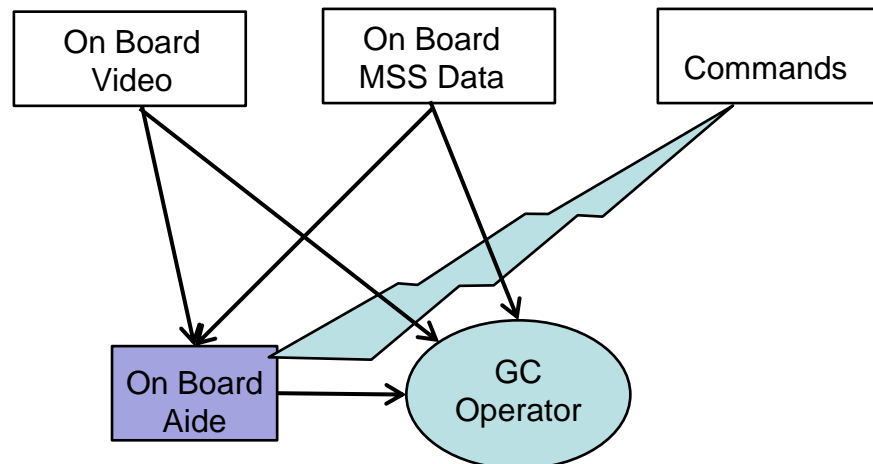 On Board
Video
On Board
MSS Data
Commands
On Board
Aide
GC
Operator